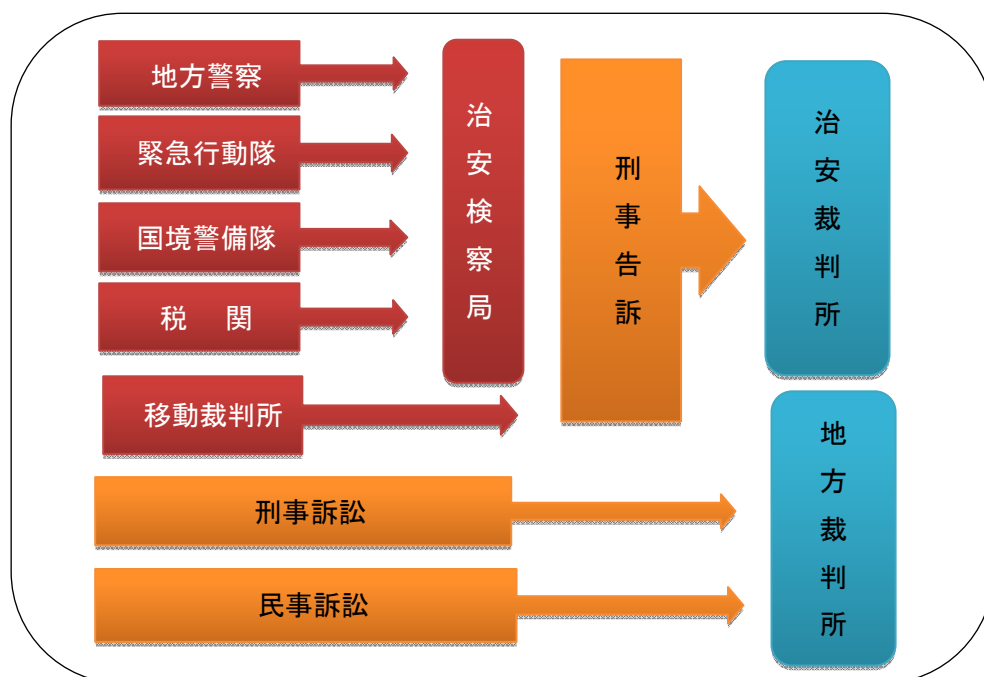 地方警察
緊急行動隊
国境警備隊
税 関
移動裁判所
治安検察局
刑事告訴
治安裁判所
刑事訴訟
民事訴訟
地方裁判所